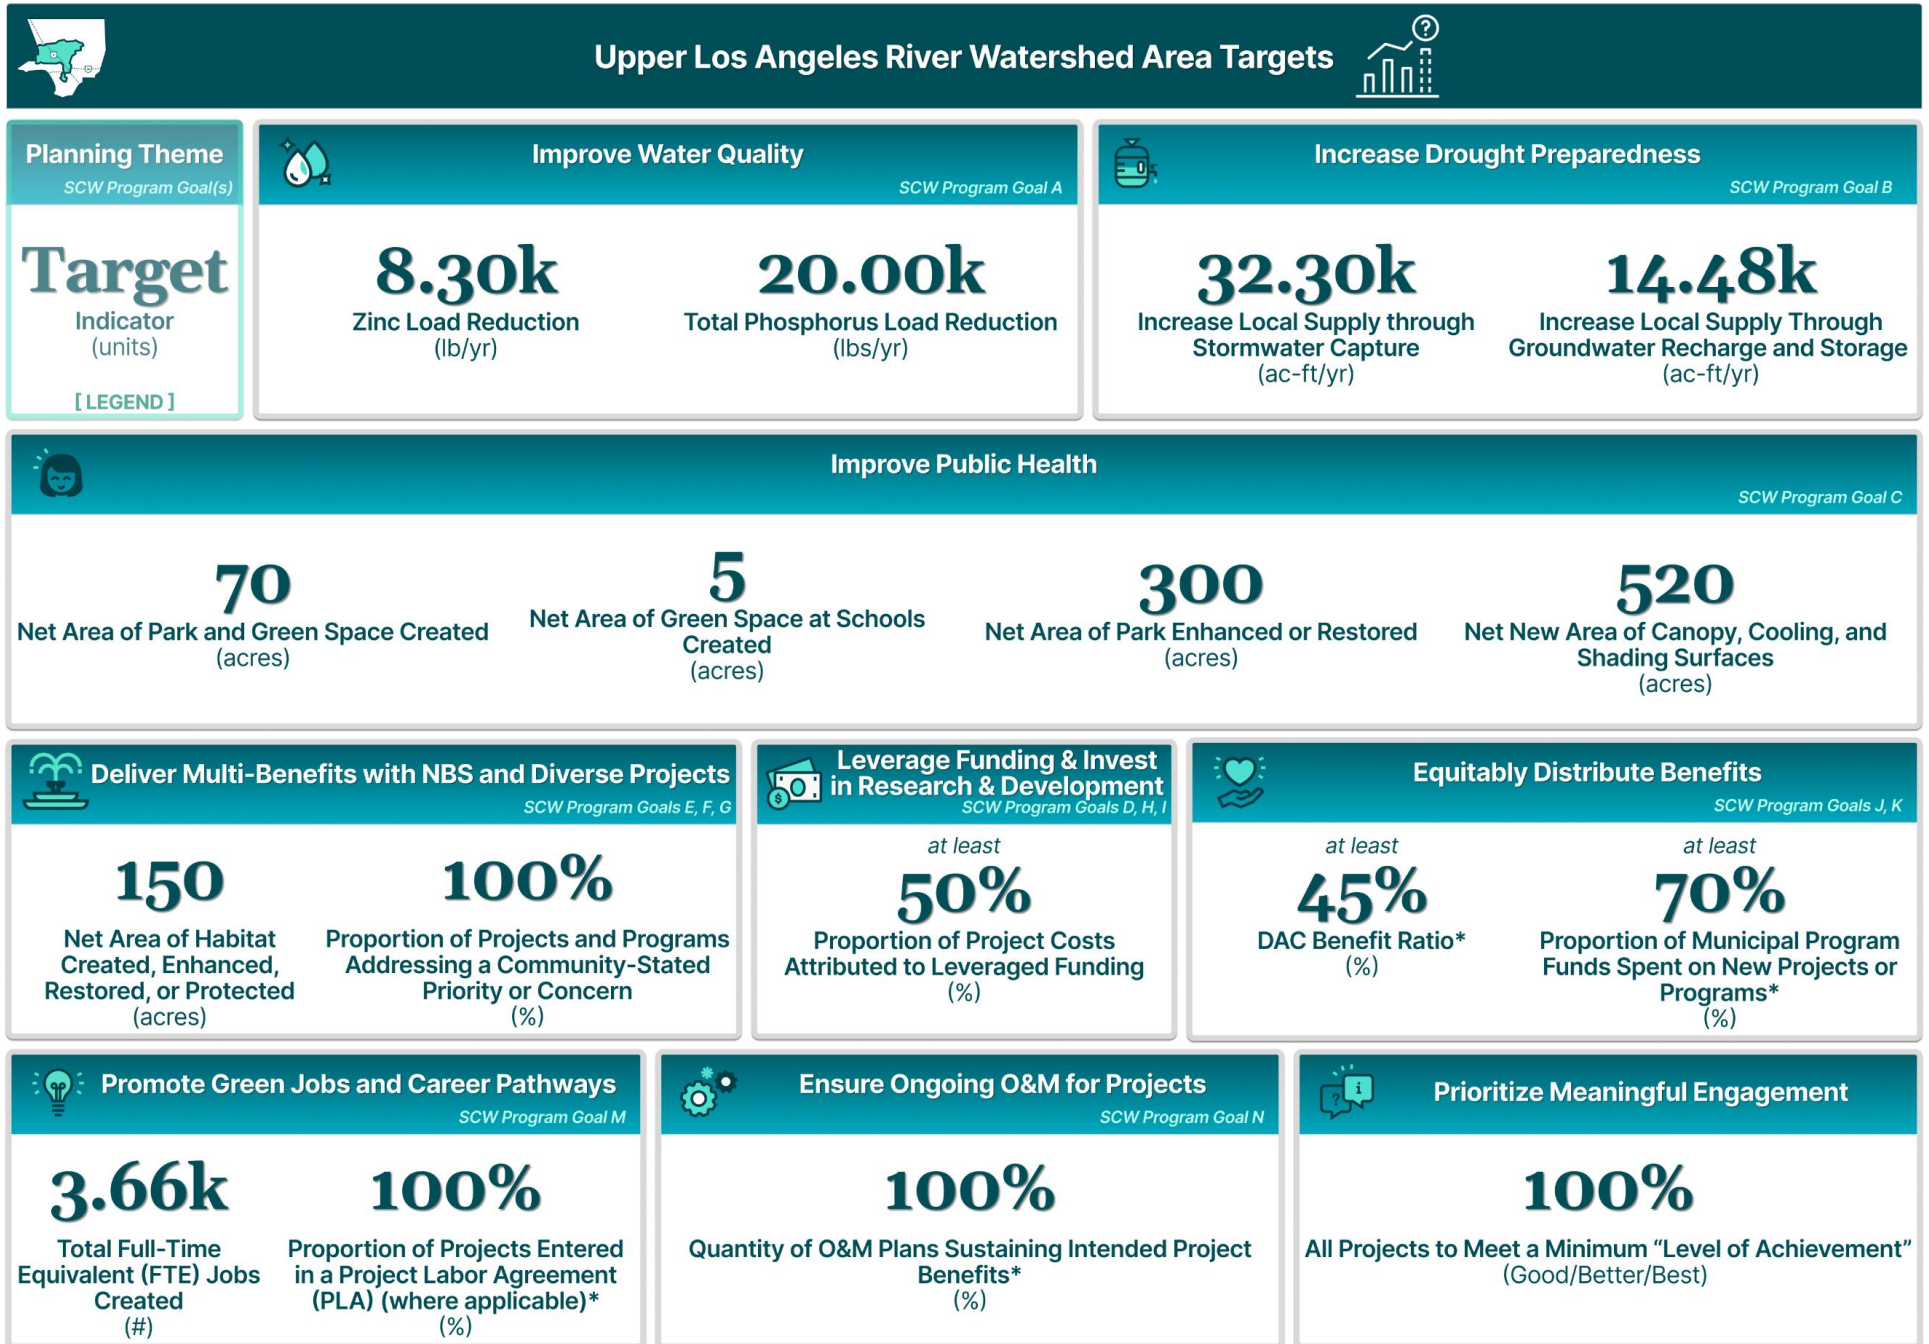 Upper Los Angeles River Watershed Area Targets
Planning Theme
SCW Program Goal(s)
Target
Indicator
(units)
[ LEGEND ]
Improve Water Quality
SCW Program Goal A
8.30k
Zinc Load Reduction
(lb/yr)
20.00k
Total Phosphorus Load Reduction
(lbs/yr)
Increase Drought Preparedness
SCW Program Goal B
32.30k
Increase Local Supply through
Stormwater Capture
(ac-ft/yr)
14.48k
Increase Local Supply Through
Groundwater Recharge and Storage
(ac-ft/yr)
Improve Public Health
SCW Program Goal C
70
Net Area of Park and Green Space Created
(acres)
5
Net Area of Green Space at Schools
Created
(acres)
300
Net Area of Park Enhanced or Restored
(acres)
520
Net New Area of Canopy, Cooling, and
Shading Surfaces
(acres)
Deliver Multi-Benefits with NBS and Diverse Projects
SCW Program Goals E, F, G
150
Net Area of Habitat
Created, Enhanced,
Restored, or Protected
(acres)
100%
Proportion of Projects and Programs
Addressing a Community-Stated
Priority or Concern
(%)
Leverage Funding & Invest
in Research & Development
SCW Program Goals D, H, I
at least
50%
Proportion of Project Costs
Attributed to Leveraged Funding
(%)
Equitably Distribute Benefits
SCW Program Goals J, K
at least
45%
DAC Benefit Ratio*
(%)
at least
70%
Proportion of Municipal Program
Funds Spent on New Projects or
Programs*
(%)
Promote Green Jobs and Career Pathways
SCW Program Goal M
3.66k
Total Full-Time
Equivalent (FTE) Jobs
Created
(#)
100%
Proportion of Projects Entered
in a Project Labor Agreement
(PLA) (where applicable)*
(%)
Ensure Ongoing O&M for Projects
SCW Program Goal N
100%
Quantity of O&M Plans Sustaining Intended Project
Benefits*
(%)
Prioritize Meaningful Engagement
100%
All Projects to Meet a Minimum “Level of Achievement”
(Good/Better/Best)